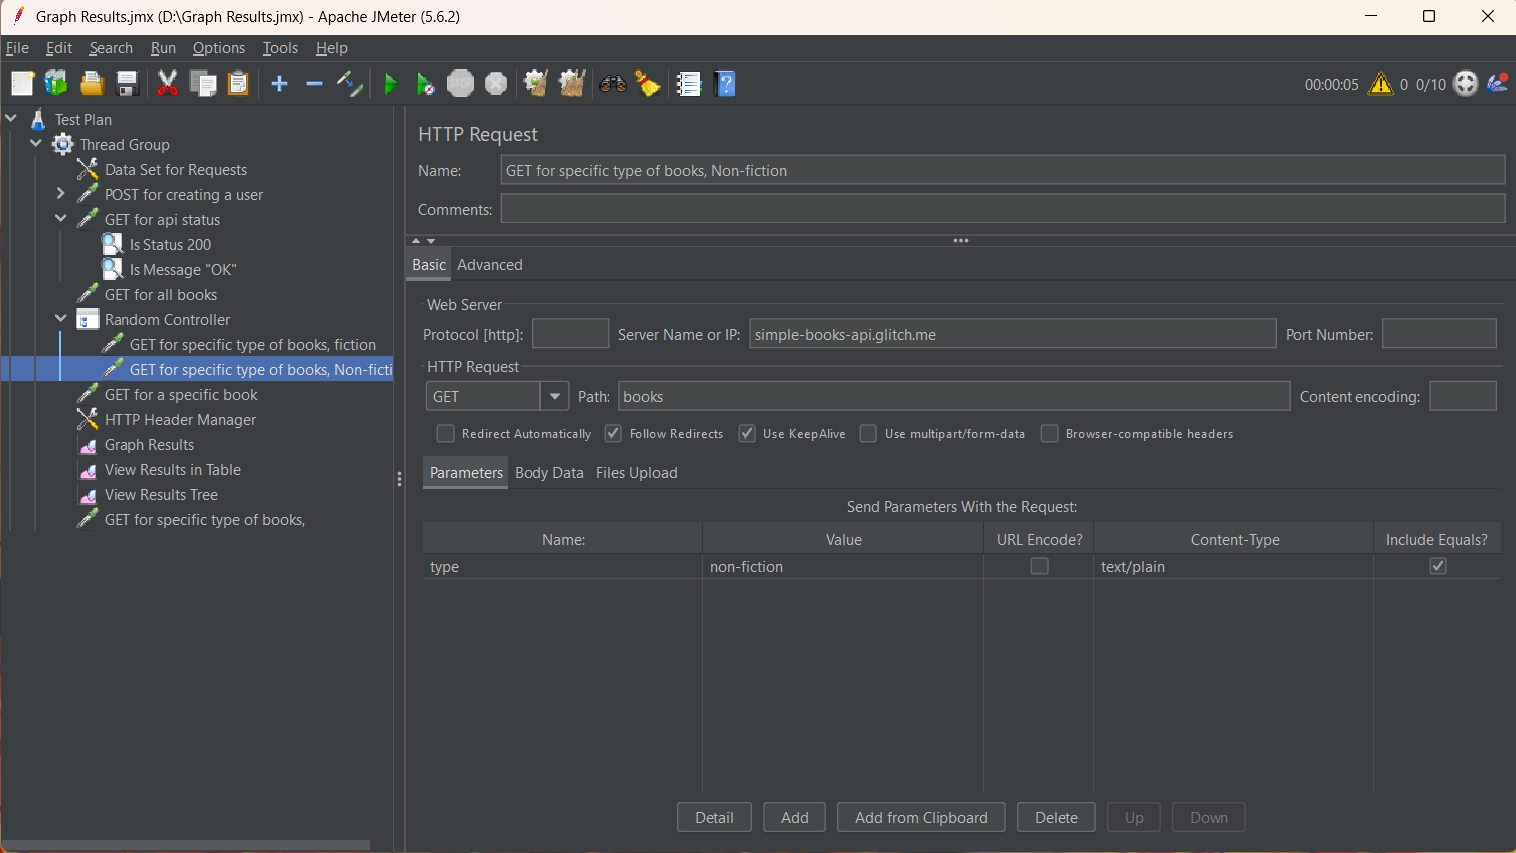 Graph Results.jmx (D:\Graph Results.jmx) - Apache JMeter (5.6.2)
File Edit Search Run Options Tools Help
STOP 00:00:05 0 0/10
Test Plan
Thread Group
Data Set for Requests
POST for creating a user
GET for api status
Is Status 200
Is Message "OK"
GET for all books
Random Controller
GET for specific type of books, fiction
GET for specific type of books, Non-ficti
GET for a specific book
HTTP Header Manager
Graph Results
View Results in Table
View Results Tree
GET for specific type of books,
HTTP Request
Name: GET for specific type of books, Non-fiction
Comments:
Basic Advanced
Web Server
Protocol [http]: Server Name or IP: simple-books-api.glitch.me Port Number:
HTTP Request
GET Path: books Content encoding:
Redirect Automatically Follow Redirects Use KeepAlive Use multipart/form-data Browser-compatible headers
Parameters Body Data Files Upload
Send Parameters With the Request:
Name: Value URL Encode? Content-Type Include Equals?
type non-fiction text/plain
Detail Add Add from Clipboard Delete Up Down